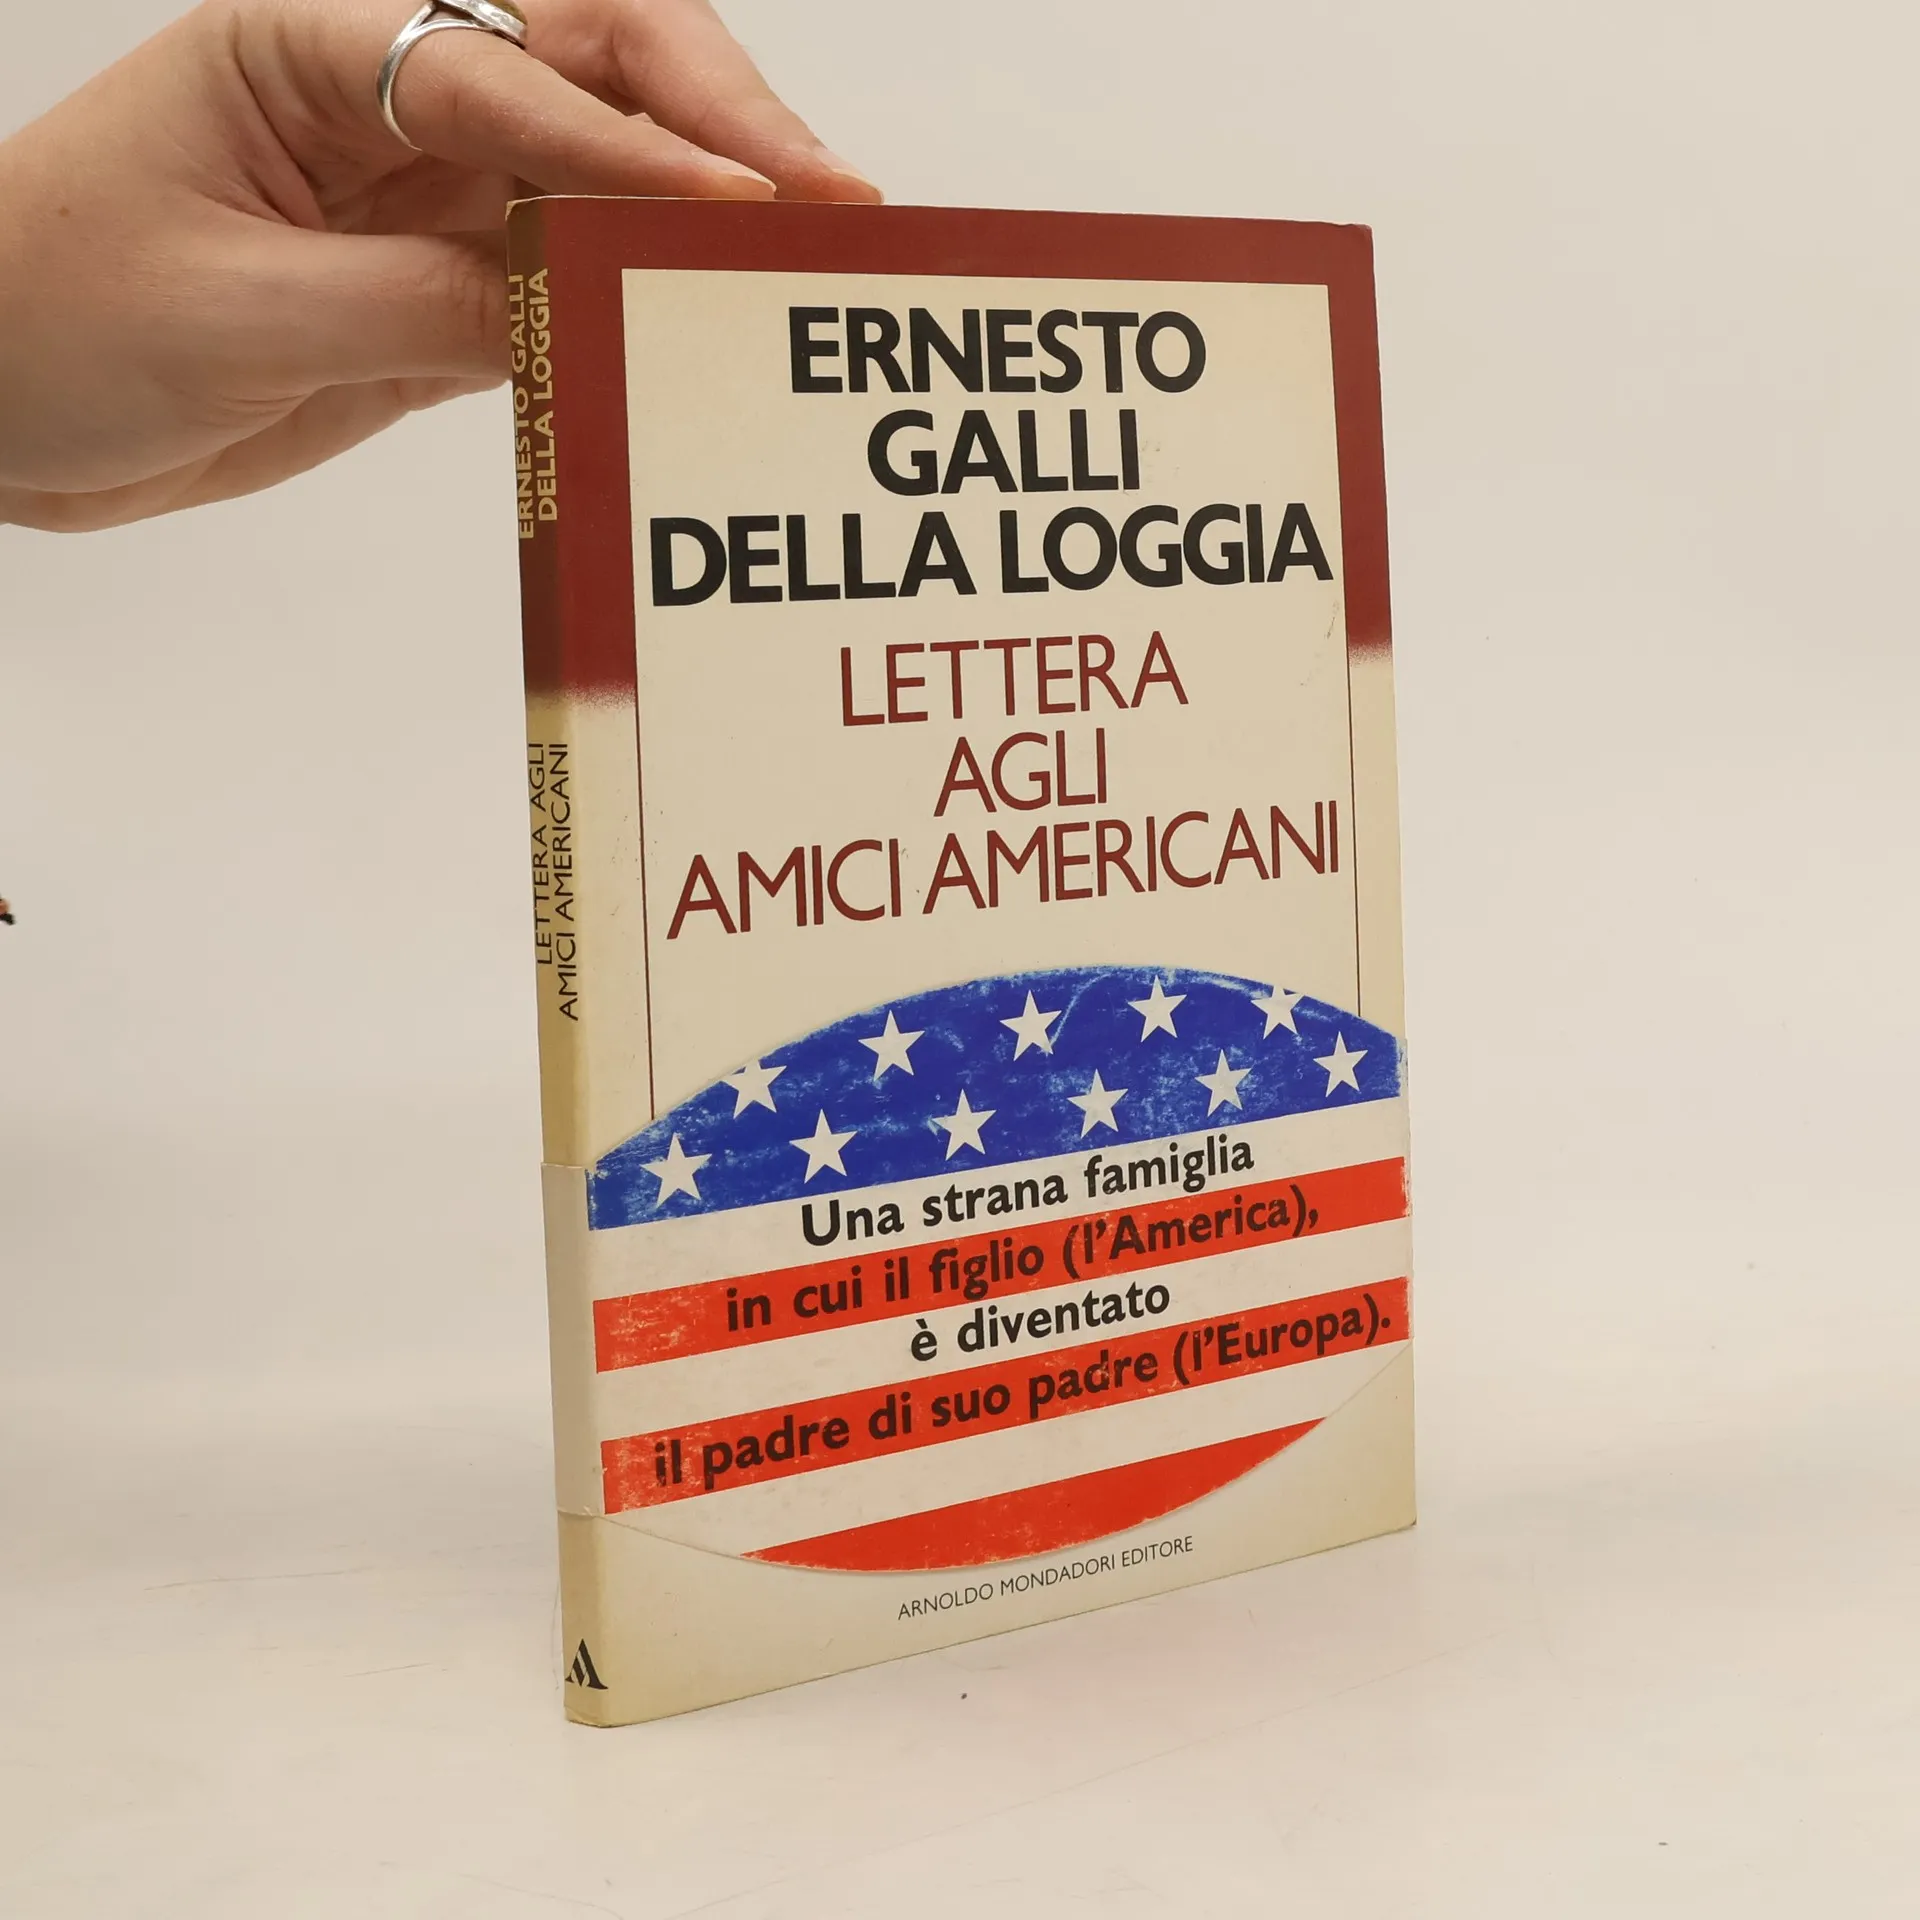 ERNESTO GALLI
DELLA LOGGIA
LETTERA AGLI
AMICI AMERICANI
ERNESTO
GALLI
DELLA LOGGIA
LETTERA
AGLI
AMICI AMERICANI
Una strana famiglia
in cui il figlio (l'America),
è diventato
il padre di suo padre (l'Europa).
ARNOLDO MONDADORI EDITORE